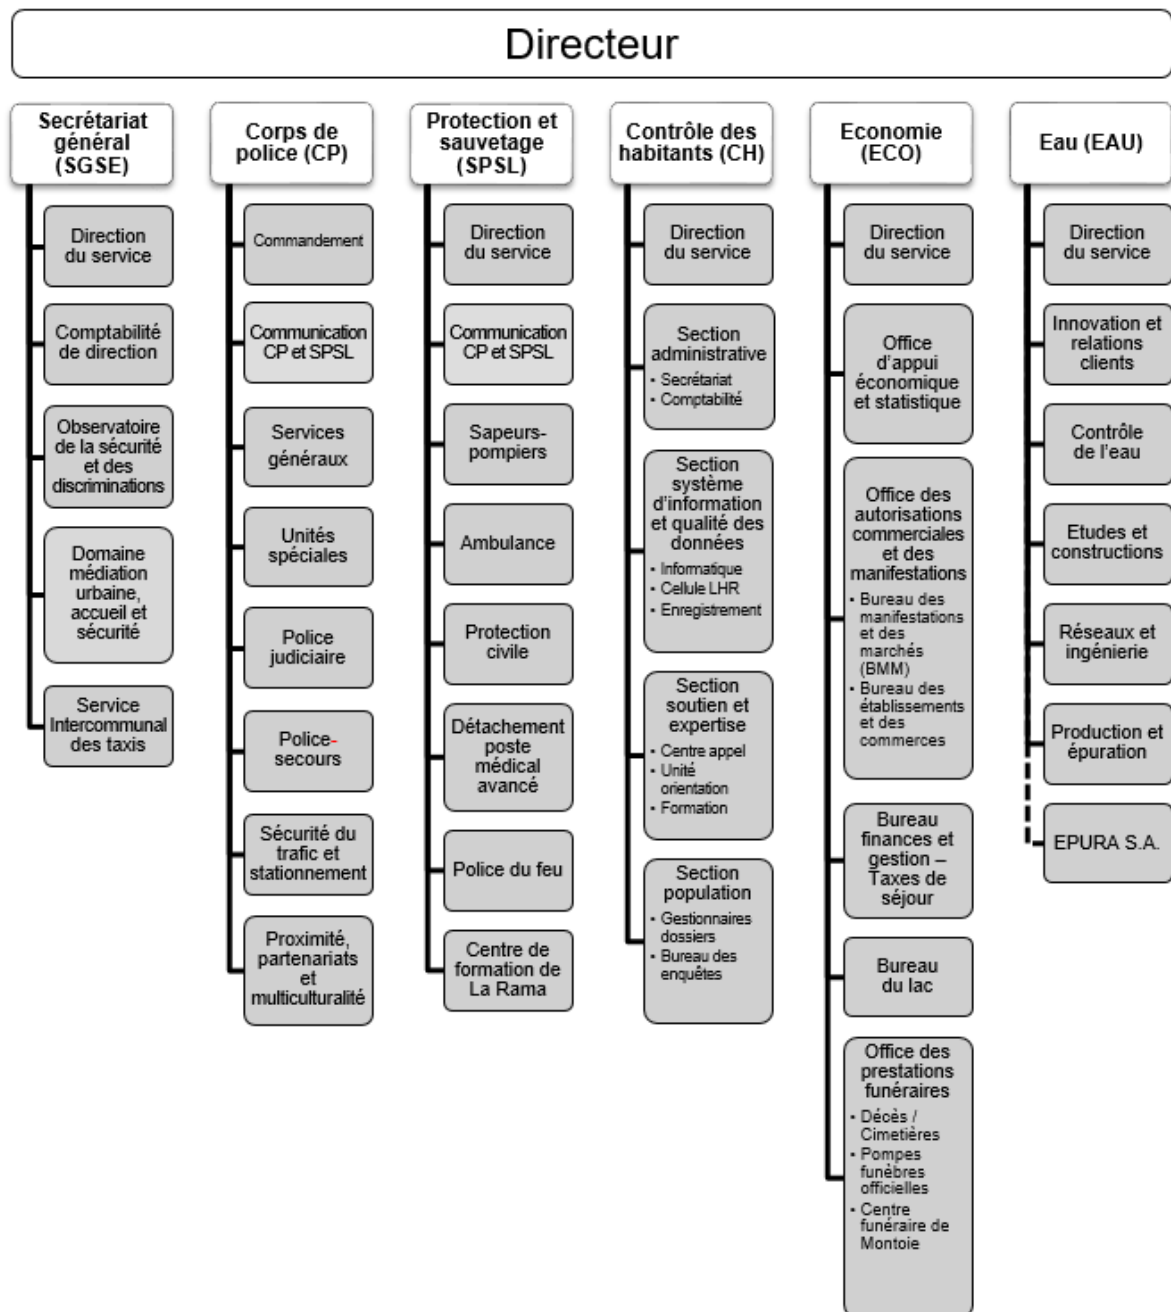 Directeur
Secrétariat
général
(SGSE)
Direction
du service
Comptabilité
de direction
Observatoire
de la sécurité
et des
discriminations
Domaine
médiation
urbaine,
accueil et
sécurité
Service
Intercommunal
des taxis
Corps de
police (CP)
Commandement
Communication
CP et SPSL
Services
généraux
Unités
spéciales
Police
judiciaire
Police-
secours
Sécurité du
trafic et
stationnement
Proximité,
partenariats
et
multiculturalité
Protection et
sauvetage
(SPSL)
Direction
du service
Communication
CP et SPSL
Sapeurs-
pompiers
Ambulance
Protection
civile
Détachement
poste
médical
avancé
Police du feu
Centre de
formation de
La Rama
Contrôle des
habitants (CH)
Direction
du service
Section
administrative
• Secrétariat
• Comptabilité
Section
système
d'information
et qualité des
données
• Informatique
• Cellule LHR
• Enregistrement
Section
soutien et
expertise
• Centre appel
• Unité
orientation
• Formation
Section
population
• Gestionnaires
dossiers
• Bureau des
enquêtes
Economie
(ECO)
Direction
du service
Office
d'appui
économique
et statistique
Office des
autorisations
commerciales
et des
manifestations
• Bureau des
manifestations
et des
marchés
(BMM)
• Bureau des
établissements
et des
commerces
Bureau
finances et
gestion –
Taxes de
séjour
Bureau
du lac
Office des
prestations
funéraires
• Décès /
Cimetières
• Pompes
funèbres
officielles
• Centre
funéraire de
Montoie
Eau (EAU)
Direction
du service
Innovation et
relations
clients
Contrôle
de l'eau
Etudes et
constructions
Réseaux et
ingénierie
Production et
épuration
EPURA S.A.